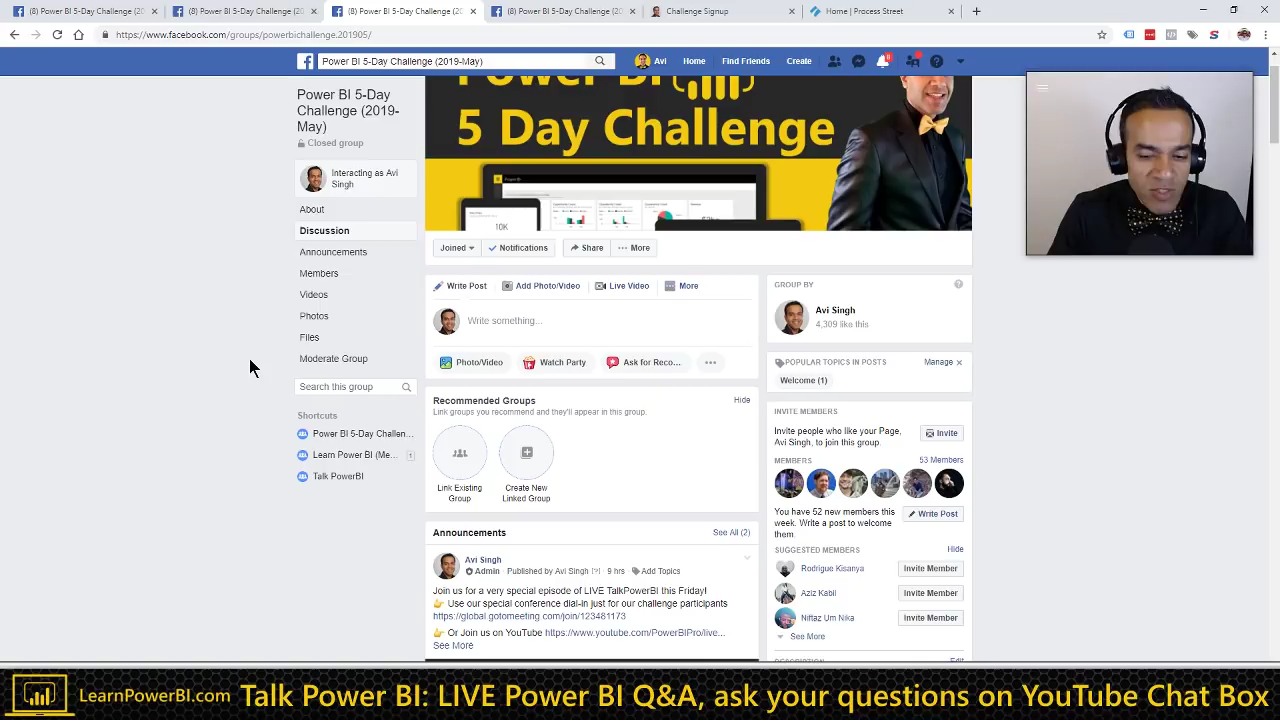 (8) Power BI 5-Day Challenge (20 × (8) Power BI 5-Day Challenge (20 × (8) Power BI 5-Day Challenge (20 × (8) Power BI 5-Day Challenge (20 × Challenge Signup × Home | Process Street ×
https://www.facebook.com/groups/powerbichallenge.201905/
Power BI 5-Day Challenge (2019-May) Avi Home Find Friends Create
8
Power BI 5-Day
Challenge (2019-
May)
Closed group
Interacting as Avi
Singh
About
Discussion
Announcements
Members
Videos
Photos
Files
Moderate Group
Search this group
Shortcuts
Power BI 5-Day Challen...
Learn Power BI (Me... 1
Talk PowerBI
Power BI
5 Day Challenge
10K
Joined Notifications Share ··· More
Write Post Add Photo/Video Live Video More
Write something...
Photo/Video Watch Party Ask for Reco... ···
Recommended Groups Hide
Link groups you recommend and they'll appear in this group.
Link Existing
Group
Create New
Linked Group
Announcements See All (2)
Avi Singh
Admin · Published by Avi Singh [?] · 9 hrs · Add Topics
Join us for a very special episode of LIVE TalkPowerBI this Friday!
👉 Use our special conference dial-in just for our challenge participants
https://global.gotomeeting.com/join/123481173
👉 Or Join us on YouTube https://www.youtube.com/PowerBIPro/live...
See More
GROUP BY
Avi Singh
4,309 like this
POPULAR TOPICS IN POSTS Manage ×
Welcome (1)
INVITE MEMBERS
Invite people who like your Page,
Avi Singh, to join this group.
Invite
MEMBERS 53 Members
You have 52 new members this
week. Write a post to welcome
them.
Write Post
SUGGESTED MEMBERS Hide
Rodrigue Kisanya Invite Member
Aziz Kabil Invite Member
Niftaz Um Nika Invite Member
See More
DESCRIPTION Edit
LearnPowerBI.com Talk Power BI: LIVE Power BI Q&A, ask your questions on YouTube Chat Box